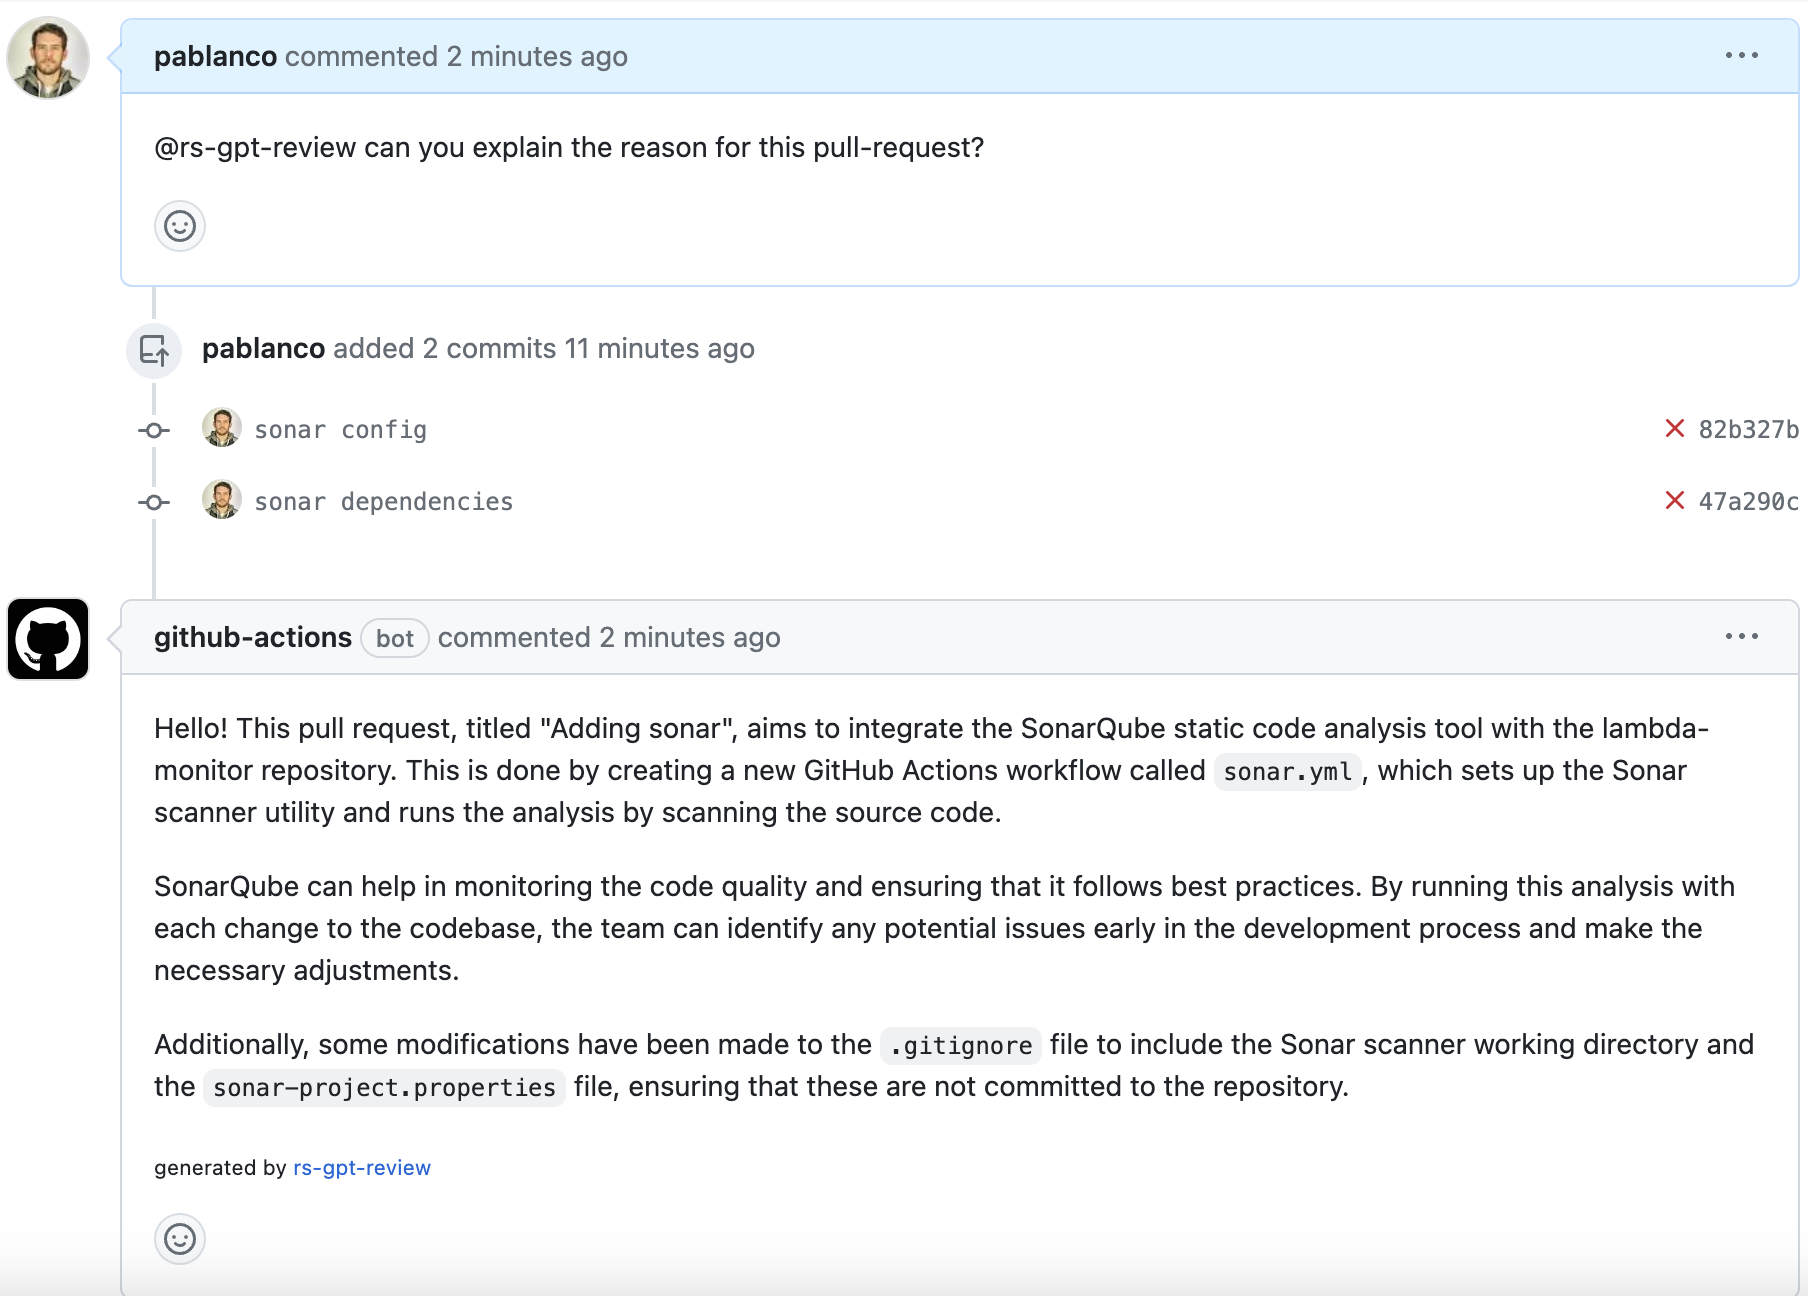 pablanco commented 2 minutes ago
@rs-gpt-review can you explain the reason for this pull-request?
pablanco added 2 commits 11 minutes ago
sonar config 82b327b
sonar dependencies 47a290c
github-actions bot commented 2 minutes ago
Hello! This pull request, titled "Adding sonar", aims to integrate the SonarQube static code analysis tool with the lambda-
monitor repository. This is done by creating a new GitHub Actions workflow called sonar.yml, which sets up the Sonar
scanner utility and runs the analysis by scanning the source code.
SonarQube can help in monitoring the code quality and ensuring that it follows best practices. By running this analysis with
each change to the codebase, the team can identify any potential issues early in the development process and make the
necessary adjustments.
Additionally, some modifications have been made to the .gitignore file to include the Sonar scanner working directory and
the sonar-project.properties file, ensuring that these are not committed to the repository.
generated by rs-gpt-review